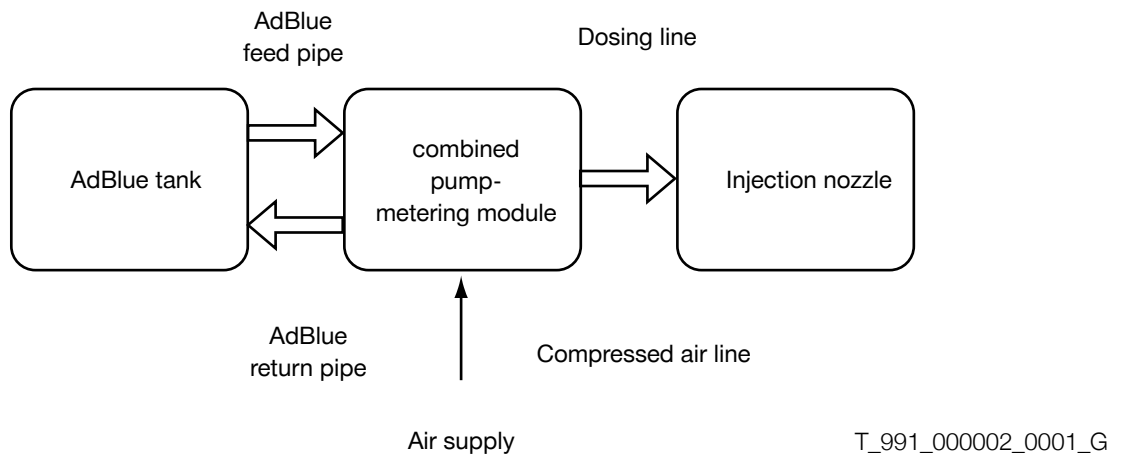 AdBlue
feed pipe
Dosing line
AdBlue tank
combined
pump-
metering module
Injection nozzle
AdBlue
return pipe
Compressed air line
Air supply
T_991_000002_0001_G